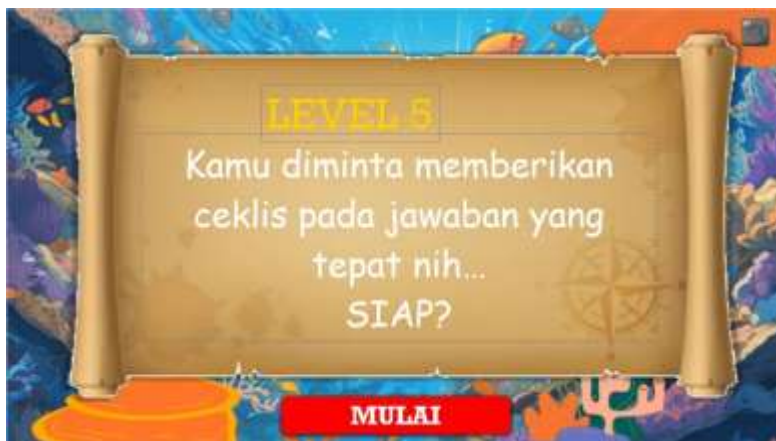 LEVEL 5
Kamu diminta memberikan
ceklis pada jawaban yang
tepat nih...
SIAP?
MULAI